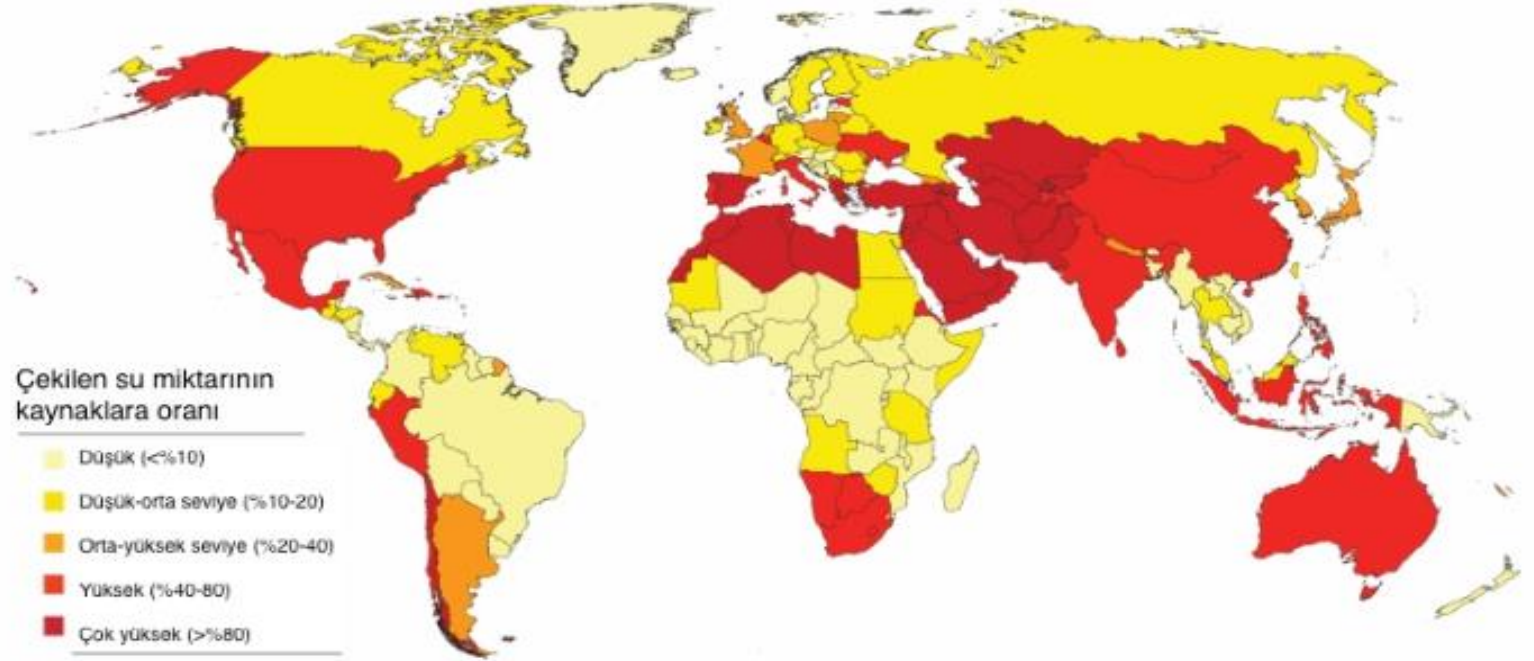 Çekilen su miktarının
kaynaklara oranı
Düşük (<%10)
Düşük-orta seviye (%10-20)
Orta-yüksek seviye (%20-40)
Yüksek (%40-80)
Çok yüksek (>%80)